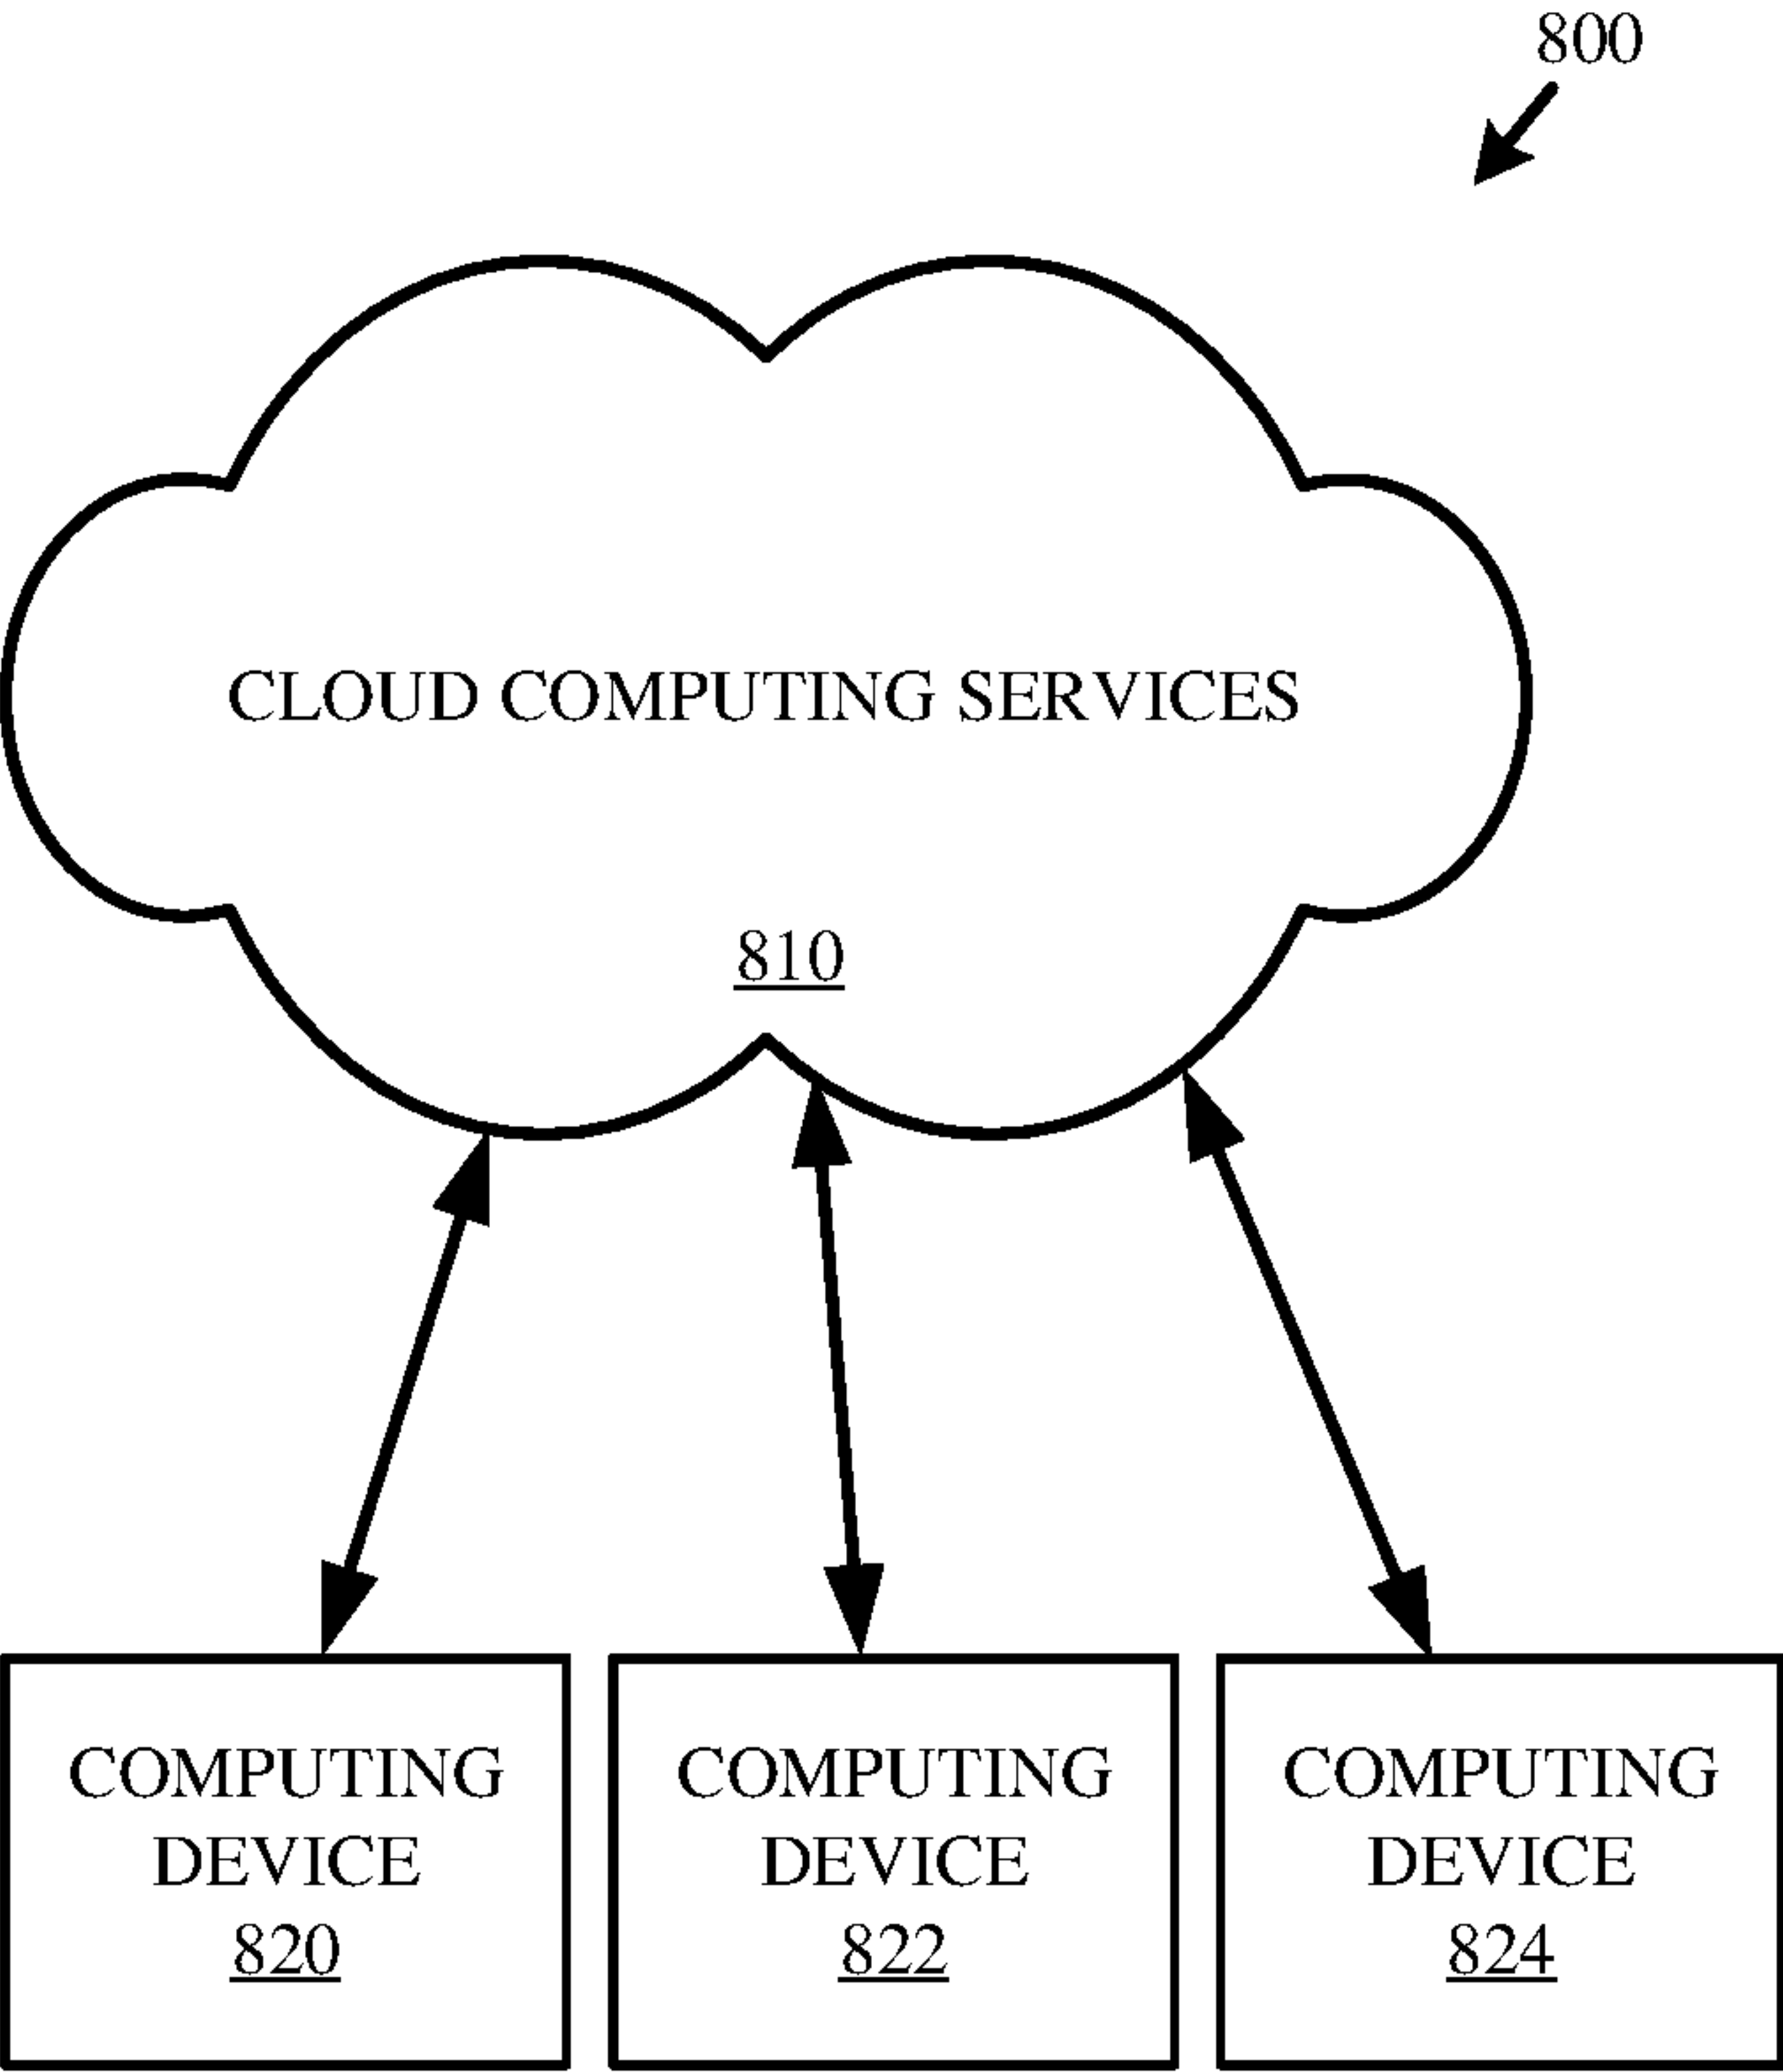 800
CLOUD COMPUTING SERVICES
810
COMPUTING
DEVICE
820
COMPUTING
DEVICE
822
COMPUTING
DEVICE
824